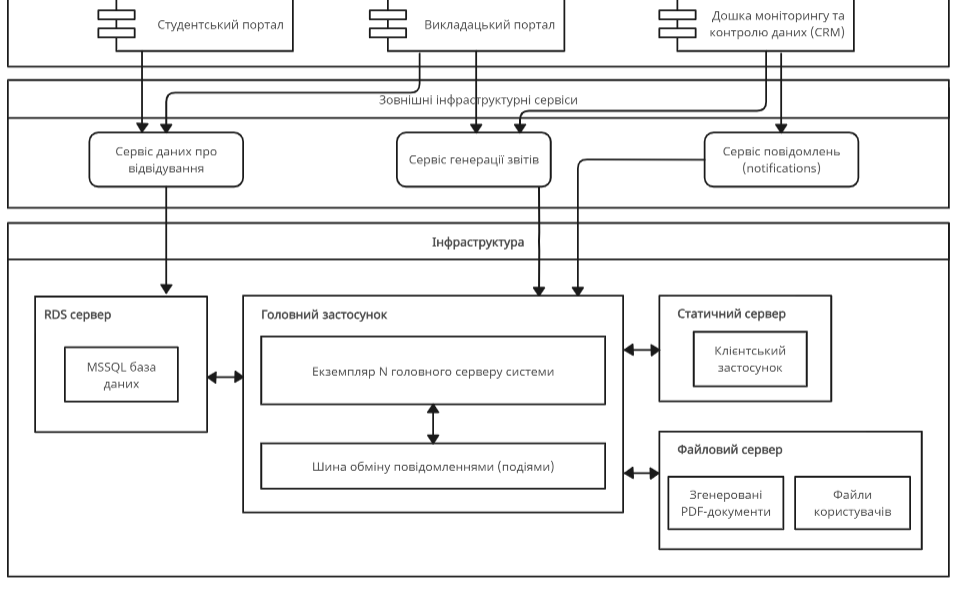 Студентський портал
Викладацький портал
Дошка моніторингу та
контролю даних (CRM)
Зовнішні інфраструктурні сервіси
Сервіс даних про
відвідування
Сервіс генерації звітів
Сервіс повідомлень
(notifications)
Інфраструктура
RDS сервер
MSSQL база
даних
Головний застосунок
Екземпляр N головного серверу системи
Шина обміну повідомленнями (подіями)
Статичний сервер
Клієнтський
застосунок
Файловий сервер
Згенеровані
PDF-документи
Файли
користувачів